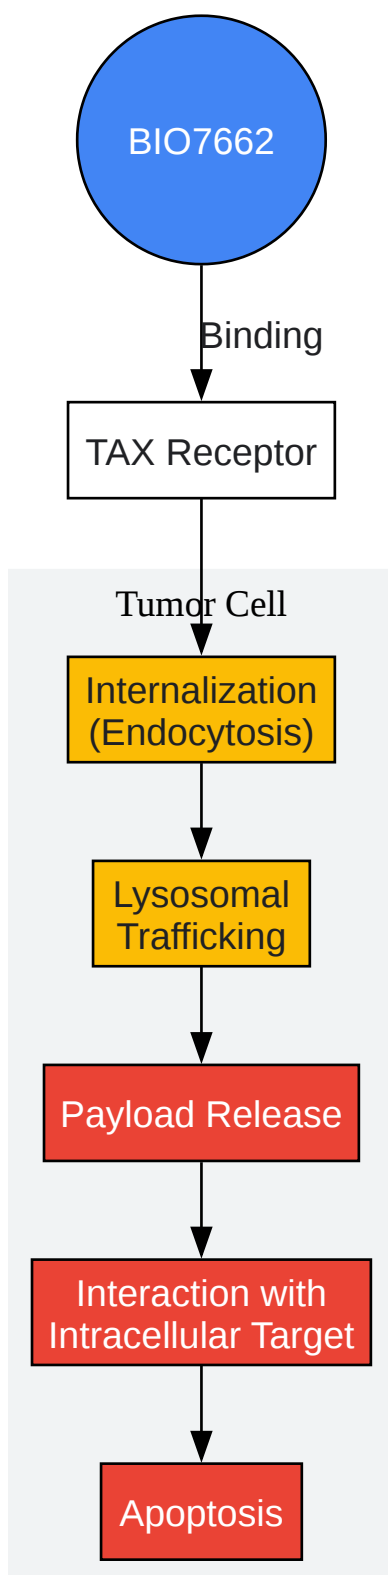 BIO7662
Binding
TAX Receptor
Tumor Cell
Internalization
(Endocytosis)
Lysosomal
Trafficking
Payload Release
Interaction with
Intracellular Target
Apoptosis